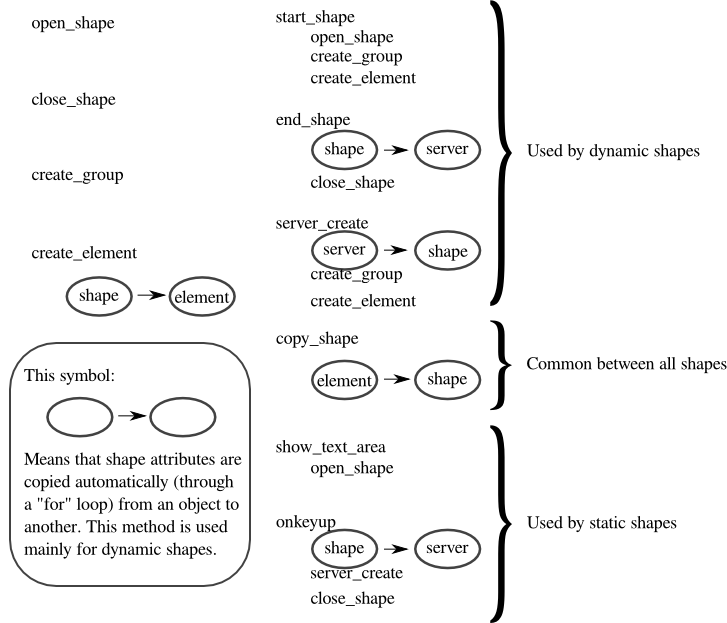 open_shape
close_shape
create_group
create_element
shape
element
This symbol:
Means that shape attributes are
copied automatically (through
a "for" loop) from an object to
another. This method is used
mainly for dynamic shapes.
start_shape
open_shape
create_group
create_element
end_shape
shape
server
close_shape
server_create
server
shape
create_group
create_element
Used by dynamic shapes
copy_shape
element
shape
Common between all shapes
show_text_area
open_shape
onkeyup
shape
server
server_create
close_shape
Used by static shapes